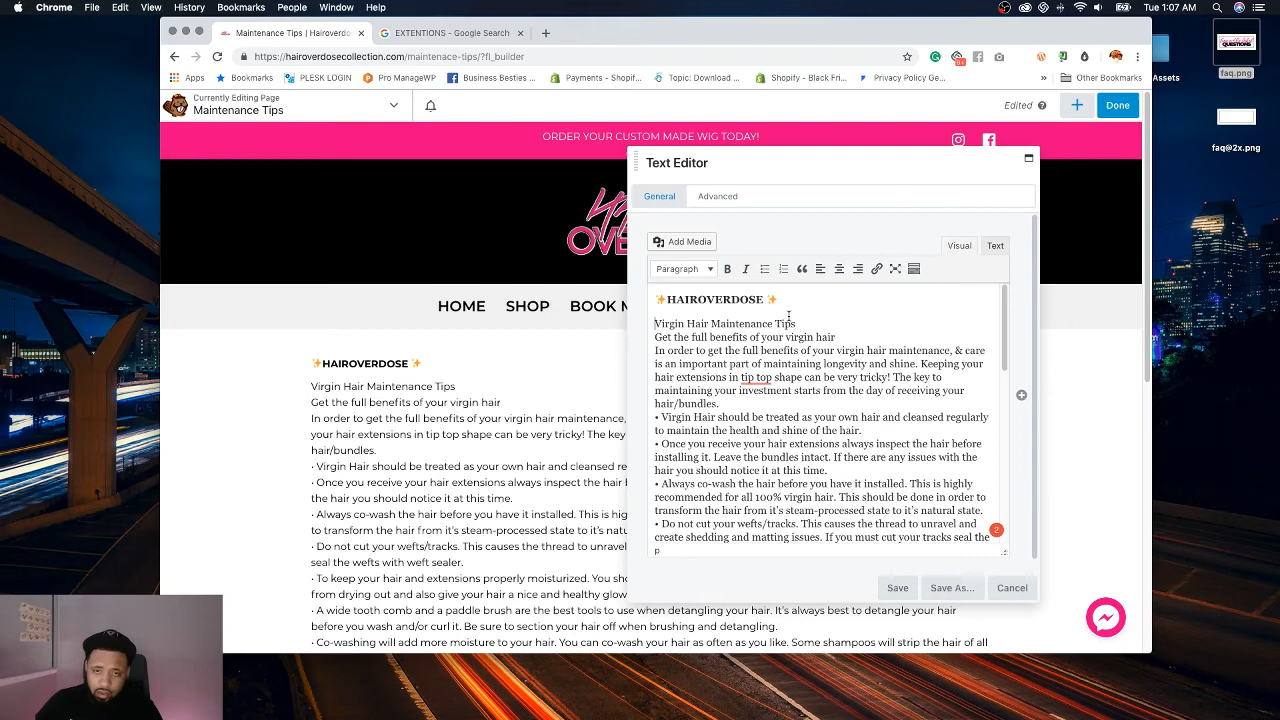 Chrome File Edit View History Bookmarks People Window Help
Tue 1:07 AM
Maintenance Tips | Hairoverdo
EXTENTIONS - Google Search
https://hairoverdosecollection.com/maintenace-tips/?fl_builder
Apps
Bookmarks
PLESK LOGIN
Pro ManageWP
Business Besties ...
Payments - Shopif...
Topic: Download ...
Shopify - Black Fri...
Privacy Policy Ge...
»
Other Bookmarks
Assets
QUESTIONS
faq.png
faq@2x.png
Currently Editing Page
Maintenance Tips
Edited
+
Done
ORDER YOUR CUSTOM MADE WIG TODAY!
OVE
HOME
SHOP
BOOK M
✨HAIROVERDOSE ✨
Virgin Hair Maintenance Tips
Get the full benefits of your virgin hair
In order to get the full benefits of your virgin hair maintenance,
your hair extensions in tip top shape can be very tricky! The key
hair/bundles.
• Virgin Hair should be treated as your own hair and cleansed re
• Once you receive your hair extensions always inspect the hair
the hair you should notice it at this time.
• Always co-wash the hair before you have it installed. This is hig
to transform the hair from it's steam-processed state to it's natu
• Do not cut your wefts/tracks. This causes the thread to unravel
seal the wefts with weft sealer.
• To keep your hair and extensions properly moisturized. You sho
from drying out and also give your hair a nice and healthy glow
• A wide tooth comb and a paddle brush are the best tools to use when detangling your hair. It's always best to detangle your hair
before you wash and/or curl it. Be sure to section your hair off when brushing and detangling.
• Co-washing will add more moisture to your hair. You can co-wash your hair as often as you like. Some shampoos will strip the hair of all
Text Editor
General
Advanced
Add Media
Visual
Text
Paragraph
✨HAIROVERDOSE ✨
Virgin Hair Maintenance Tips
Get the full benefits of your virgin hair
In order to get the full benefits of your virgin hair maintenance, & care
is an important part of maintaining longevity and shine. Keeping your
hair extensions in tip top shape can be very tricky! The key to
maintaining your investment starts from the day of receiving your
hair/bundles.
• Virgin Hair should be treated as your own hair and cleansed regularly
to maintain the health and shine of the hair.
• Once you receive your hair extensions always inspect the hair before
installing it. Leave the bundles intact. If there are any issues with the
hair you should notice it at this time.
• Always co-wash the hair before you have it installed. This is highly
recommended for all 100% virgin hair. This should be done in order to
transform the hair from it's steam-processed state to it's natural state.
• Do not cut your wefts/tracks. This causes the thread to unravel and
create shedding and matting issues. If you must cut your tracks seal the
p
2
Save
Save As...
Cancel